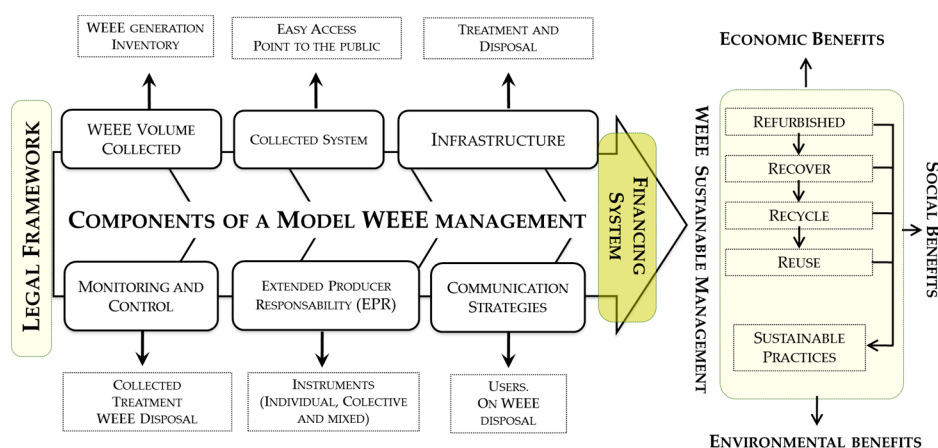 WEEE GENERATION
INVENTORY
EASY ACCESS
POINT TO THE PUBLIC
TREATMENT AND
DISPOSAL
LEGAL FRAMEWORK
WEEE VOLUME
COLLECTED
COLLECTED SYSTEM
INFRASTRUCTURE
COMPONENTS OF A MODEL WEEE MANAGEMENT
MONITORING AND
CONTROL
EXTENDED PRODUCER
RESPONSABILITY (EPR)
COMMUNICATION
STRATEGIES
COLLECTED
TREATMENT
WEEE DISPOSAL
INSTRUMENTS
(INDIVIDUAL, COLECTIVE
AND MIXED)
USERS.
ON WEEE
DISPOSAL
FINANCING
SYSTEM
WEEE SUSTAINABLE MANAGEMENT
ECONOMIC BENEFITS
REFURBISHED
RECOVER
RECYCLE
REUSE
SUSTAINABLE
PRACTICES
SOCIAL BENEFITS
ENVIRONMENTAL BENEFITS